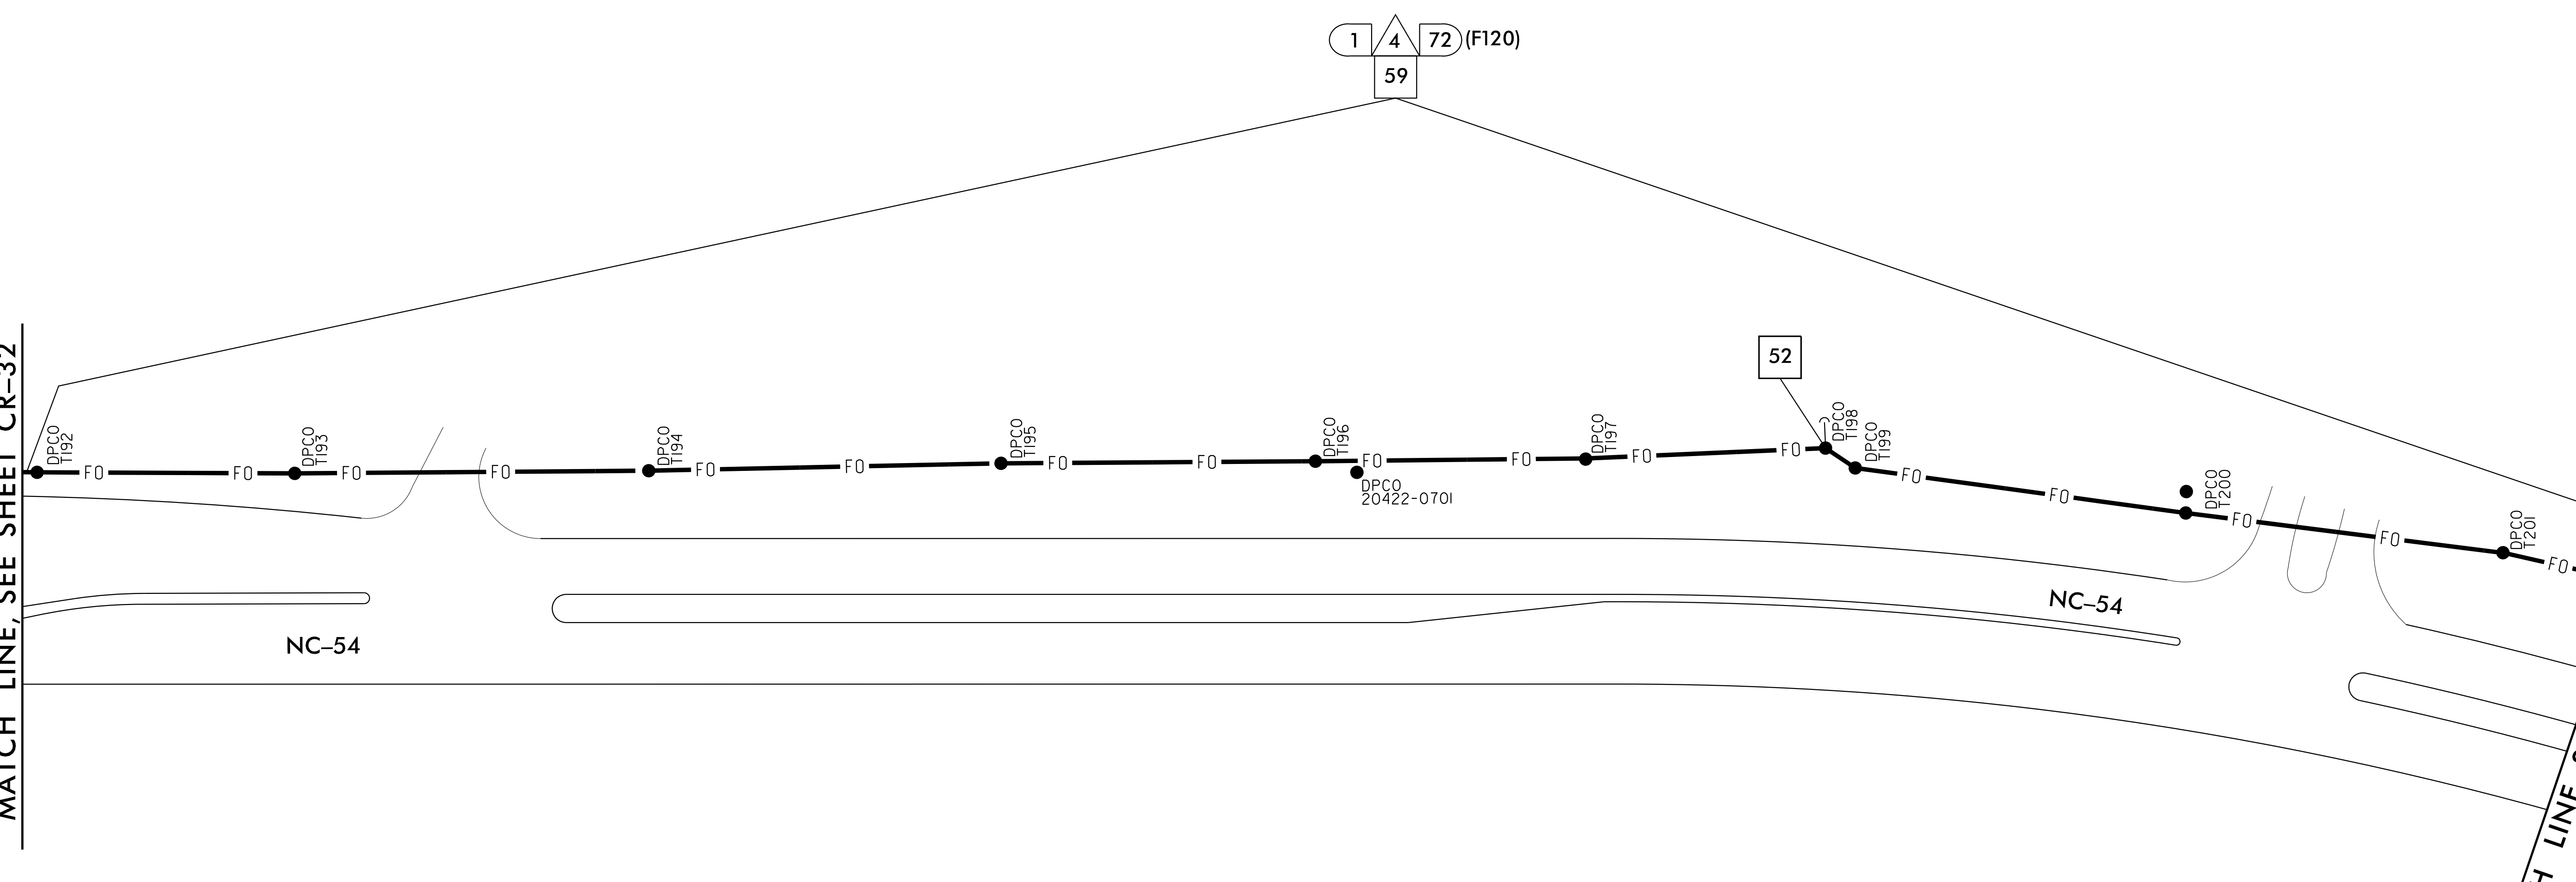 1 4 72 (F120)
59
MATCH LINE, SEE SHEET CR-32
52
DPCO
T192
DPCO
T193
DPCO
T194
DPCO
T195
DPCO
T196
DPCO
T197
DPCO
T198
DPCO
T199
DPCO
T200
DPCO
T201
FO FO FO FO FO FO FO FO FO FO FO FO FO FO FO FO FO
DPCO
20422-0701
NC-54
NC-54
LINE